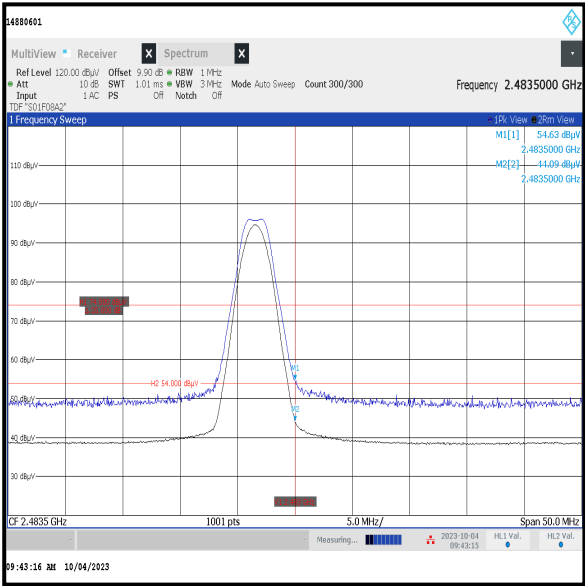 14880601
MultiView Receiver X Spectrum X
Ref Level 120.00 dBµV Offset 9.90 dB RBW 1 MHz
Att 10 dB SWT 1.01 ms VBW 3 MHz Mode Auto Sweep Count 300/300 Frequency 2.4835000 GHz
Input 1 AC PS Off Notch Off
TDF "S01F08A2"
1 Frequency Sweep 1Pk View 2Rm View
M1[1] 54.63 dBµV
2.4835000 GHz
M2[2] 44.09 dBµV
2.4835000 GHz
110 dBµV
100 dBµV
90 dBµV
80 dBµV
70 dBµV
60 dBµV
M1
H2 54.000 dBµV
50 dBµV
M2
40 dBµV
30 dBµV
CF 2.4835 GHz 1001 pts 5.0 MHz/ Span 50.0 MHz
Measuring... 2023-10-04 09:43:15 HL1 Val. HL2 Val.
09:43:16 AM 10/04/2023